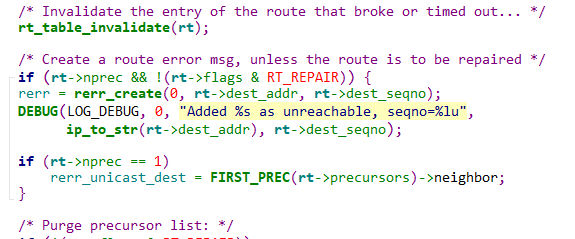 /* Invalidate the entry of the route that broke or timed out... */
rt_table_invalidate(rt);
/* Create a route error msg, unless the route is to be repaired */
if (rt->nprec && !(rt->flags & RT_REPAIR)) {
rerr = rerr_create(0, rt->dest_addr, rt->dest_seqno);
DEBUG(LOG_DEBUG, 0, "Added %s as unreachable, seqno=%lu",
ip_to_str(rt->dest_addr), rt->dest_seqno);
if (rt->nprec == 1)
rerr_unicast_dest = FIRST_PREC(rt->precursors)->neighbor;
}
/* Purge precursor list: */